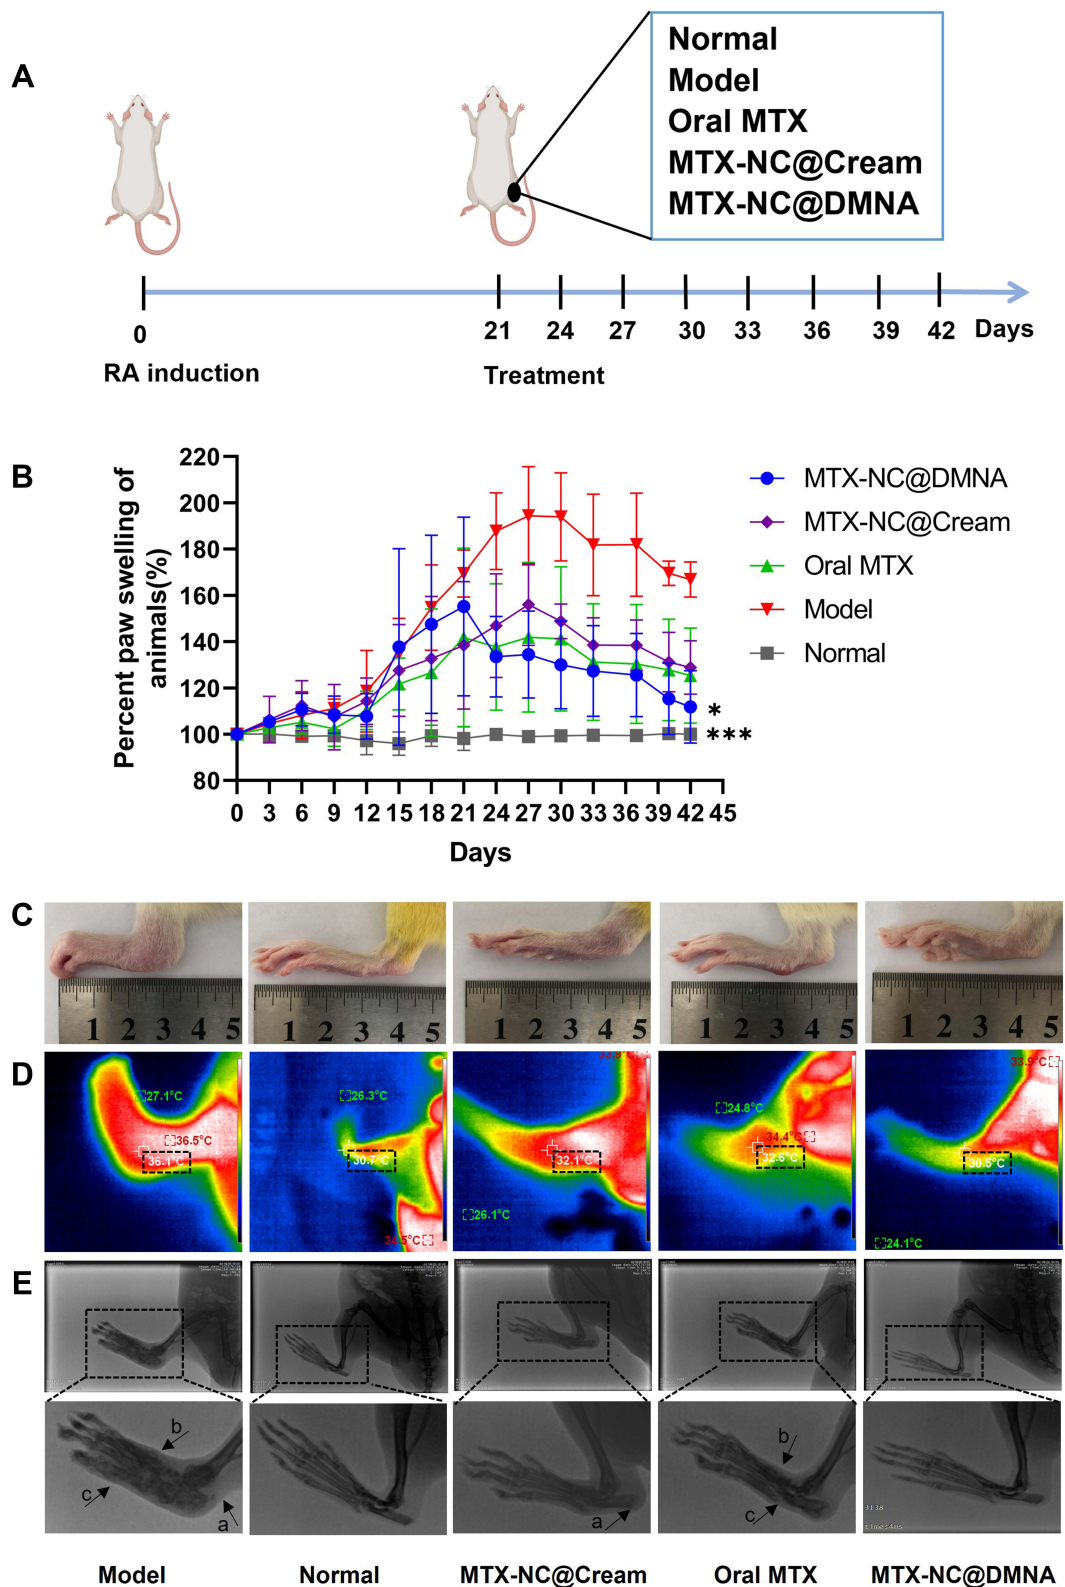 A
Normal
Model
Oral MTX
MTX-NC@Cream
MTX-NC@DMNA
0 21 24 27 30 33 36 39 42 Days
RA induction
Treatment
B
Percent paw swelling of
animals(%)
220
200
180
160
140
120
100
80
0 3 6 9 12 15 18 21 24 27 30 33 36 39 42 45
Days
MTX-NC@DMNA
MTX-NC@Cream
Oral MTX
Model
Normal
*
***
C
1 2 3 4 5
1 2 3 4 5
1 2 3 4 5
1 2 3 4 5
1 2 3 4 5
D
27.1°C
36.5°C
36.1°C
26.3°C
30.7°C
34.5°C
33.9°C
32.1°C
26.1°C
24.8°C
34.4°C
32.6°C
33.9°C
30.5°C
24.1°C
E
b
c
a
a
b
c
Model
Normal
MTX-NC@Cream
Oral MTX
MTX-NC@DMNA